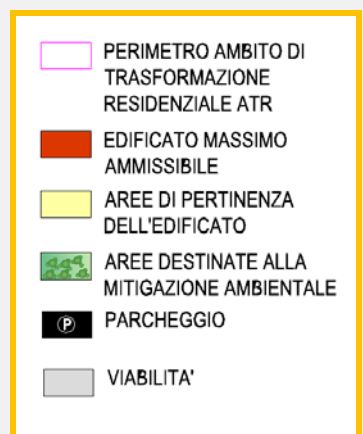 PERIMETRO AMBITO DI
TRASFORMAZIONE
RESIDENZIALE ATR
EDIFICATO MASSIMO
AMMISSIBILE
AREE DI PERTINENZA
DELL'EDIFICATO
AREE DESTINATE ALLA
MITIGAZIONE AMBIENTALE
P PARCHEGGIO
VIABILITA'